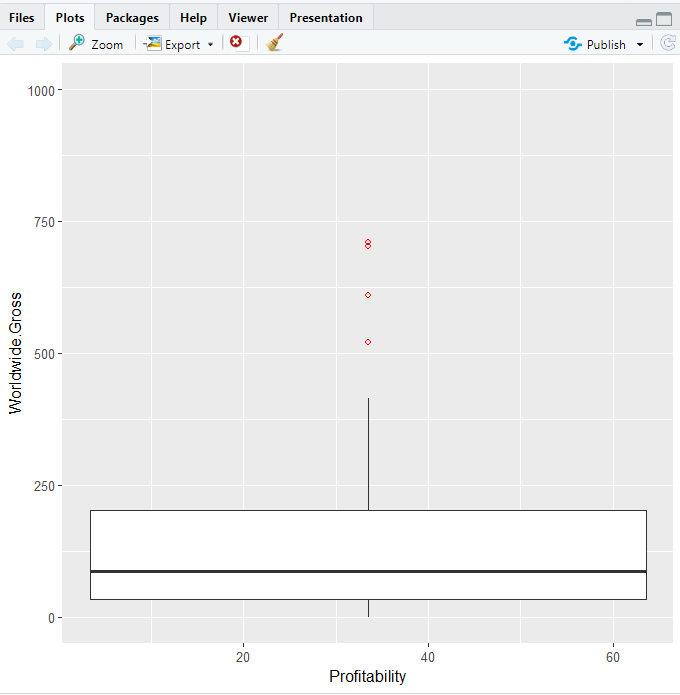 Files Plots Packages Help Viewer Presentation
Zoom Export Publish
1000
750
500
250
0
Worldwide.Gross
20 40 60
Profitability